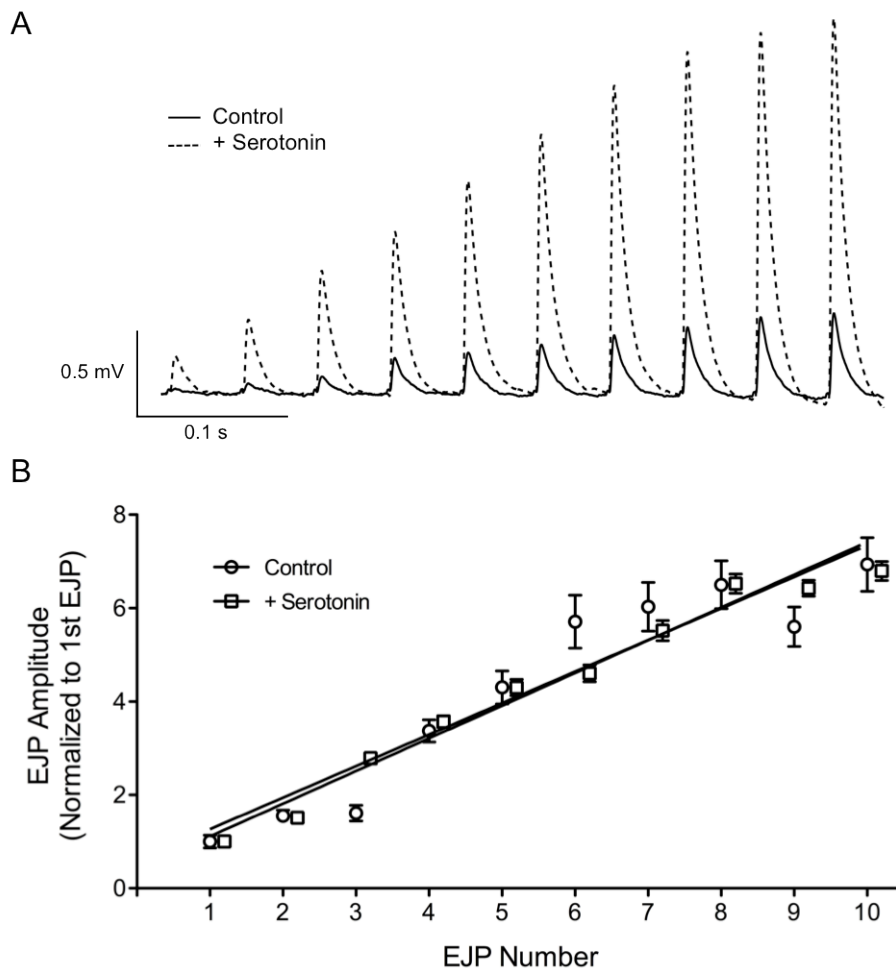 A
Control
+ Serotonin
0.5 mV
0.1 s
B
EJP Amplitude
(Normalized to 1st EJP)
8
6
4
2
0
Control
+ Serotonin
1 2 3 4 5 6 7 8 9 10
EJP Number